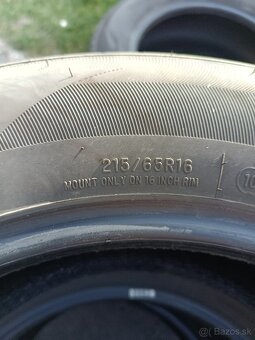 215/65R16
MOUNT ONLY ON 16 INCH RIM
© Bazos.sk